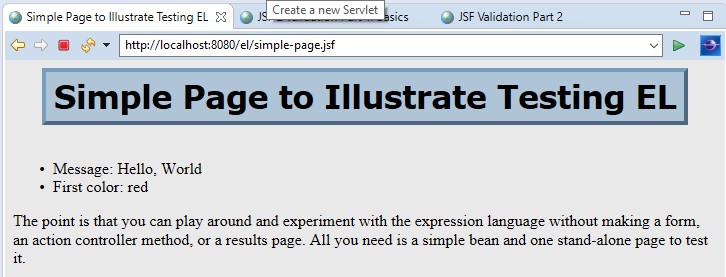 Create a new Servlet
Simple Page to Illustrate Testing EL
JSF Validation Part 2
http://localhost:8080/el/simple-page.jsf
Simple Page to Illustrate Testing EL
• Message: Hello, World
• First color: red
The point is that you can play around and experiment with the expression language without making a form,
an action controller method, or a results page. All you need is a simple bean and one stand-alone page to test
it.